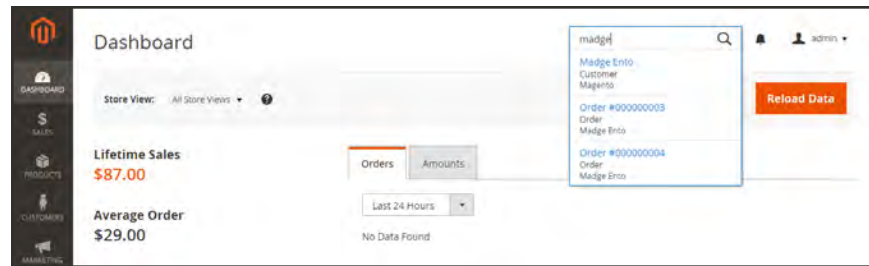 Dashboard
madge
admin
DASHBOARD
Store View: All Store Views
Reload Data
Madge Ento
Customer
Magento
Order #000000003
Order
Madge Ento
Order #000000004
Order
Madge Ento
SALES
PRODUCTS
CUSTOMERS
MARKETING
Lifetime Sales
$87.00
Average Order
$29.00
Orders
Amounts
Last 24 Hours
No Data Found